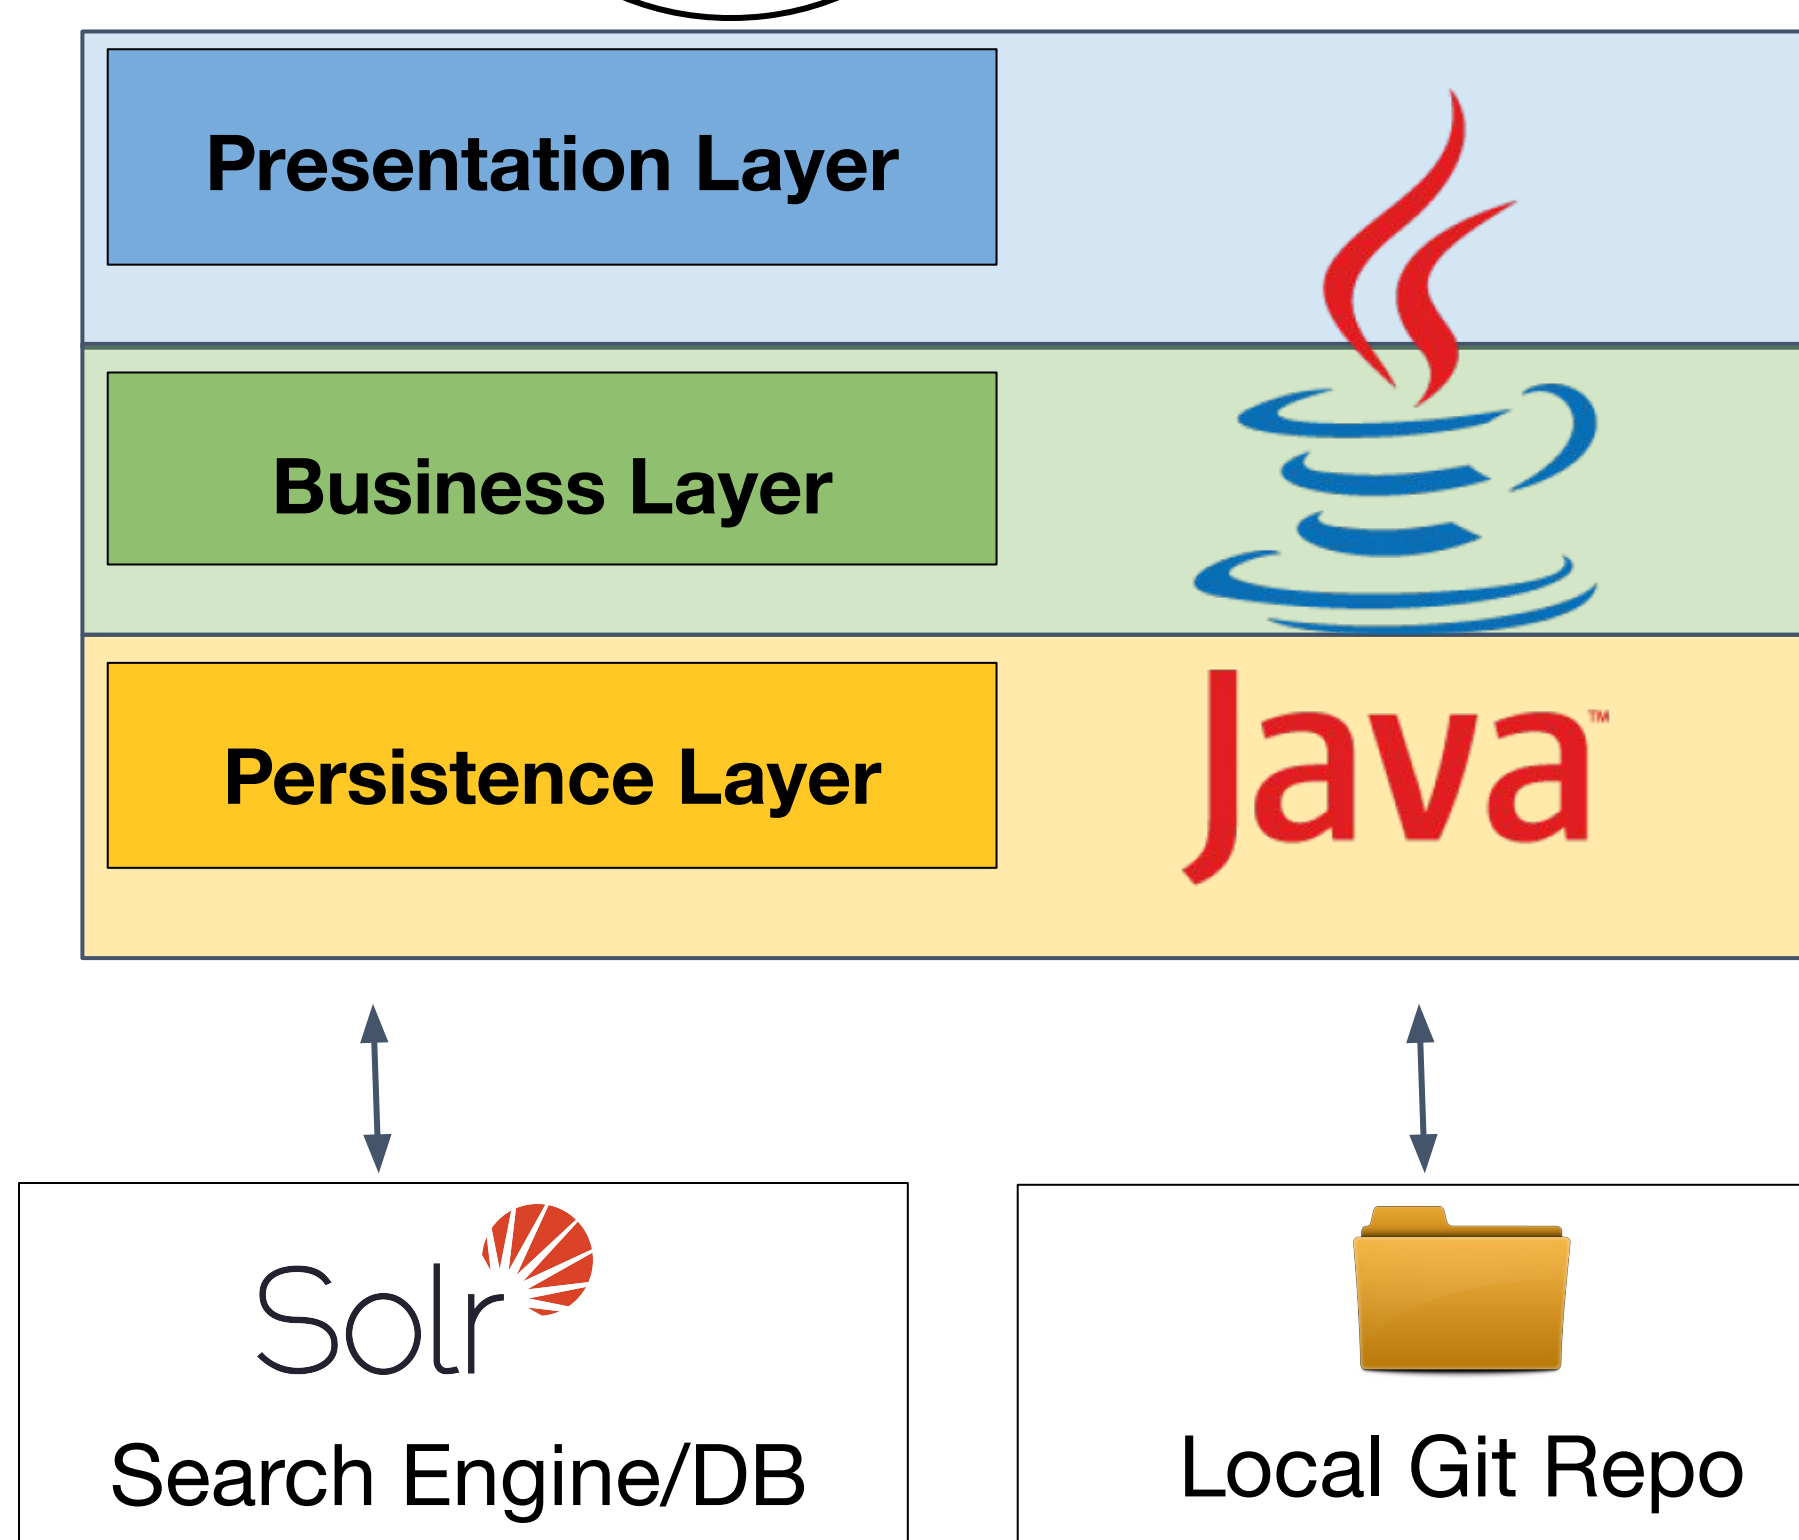 Presentation Layer
Business Layer
Persistence Layer
Java™
Solr
Search Engine/DB
Local Git Repo